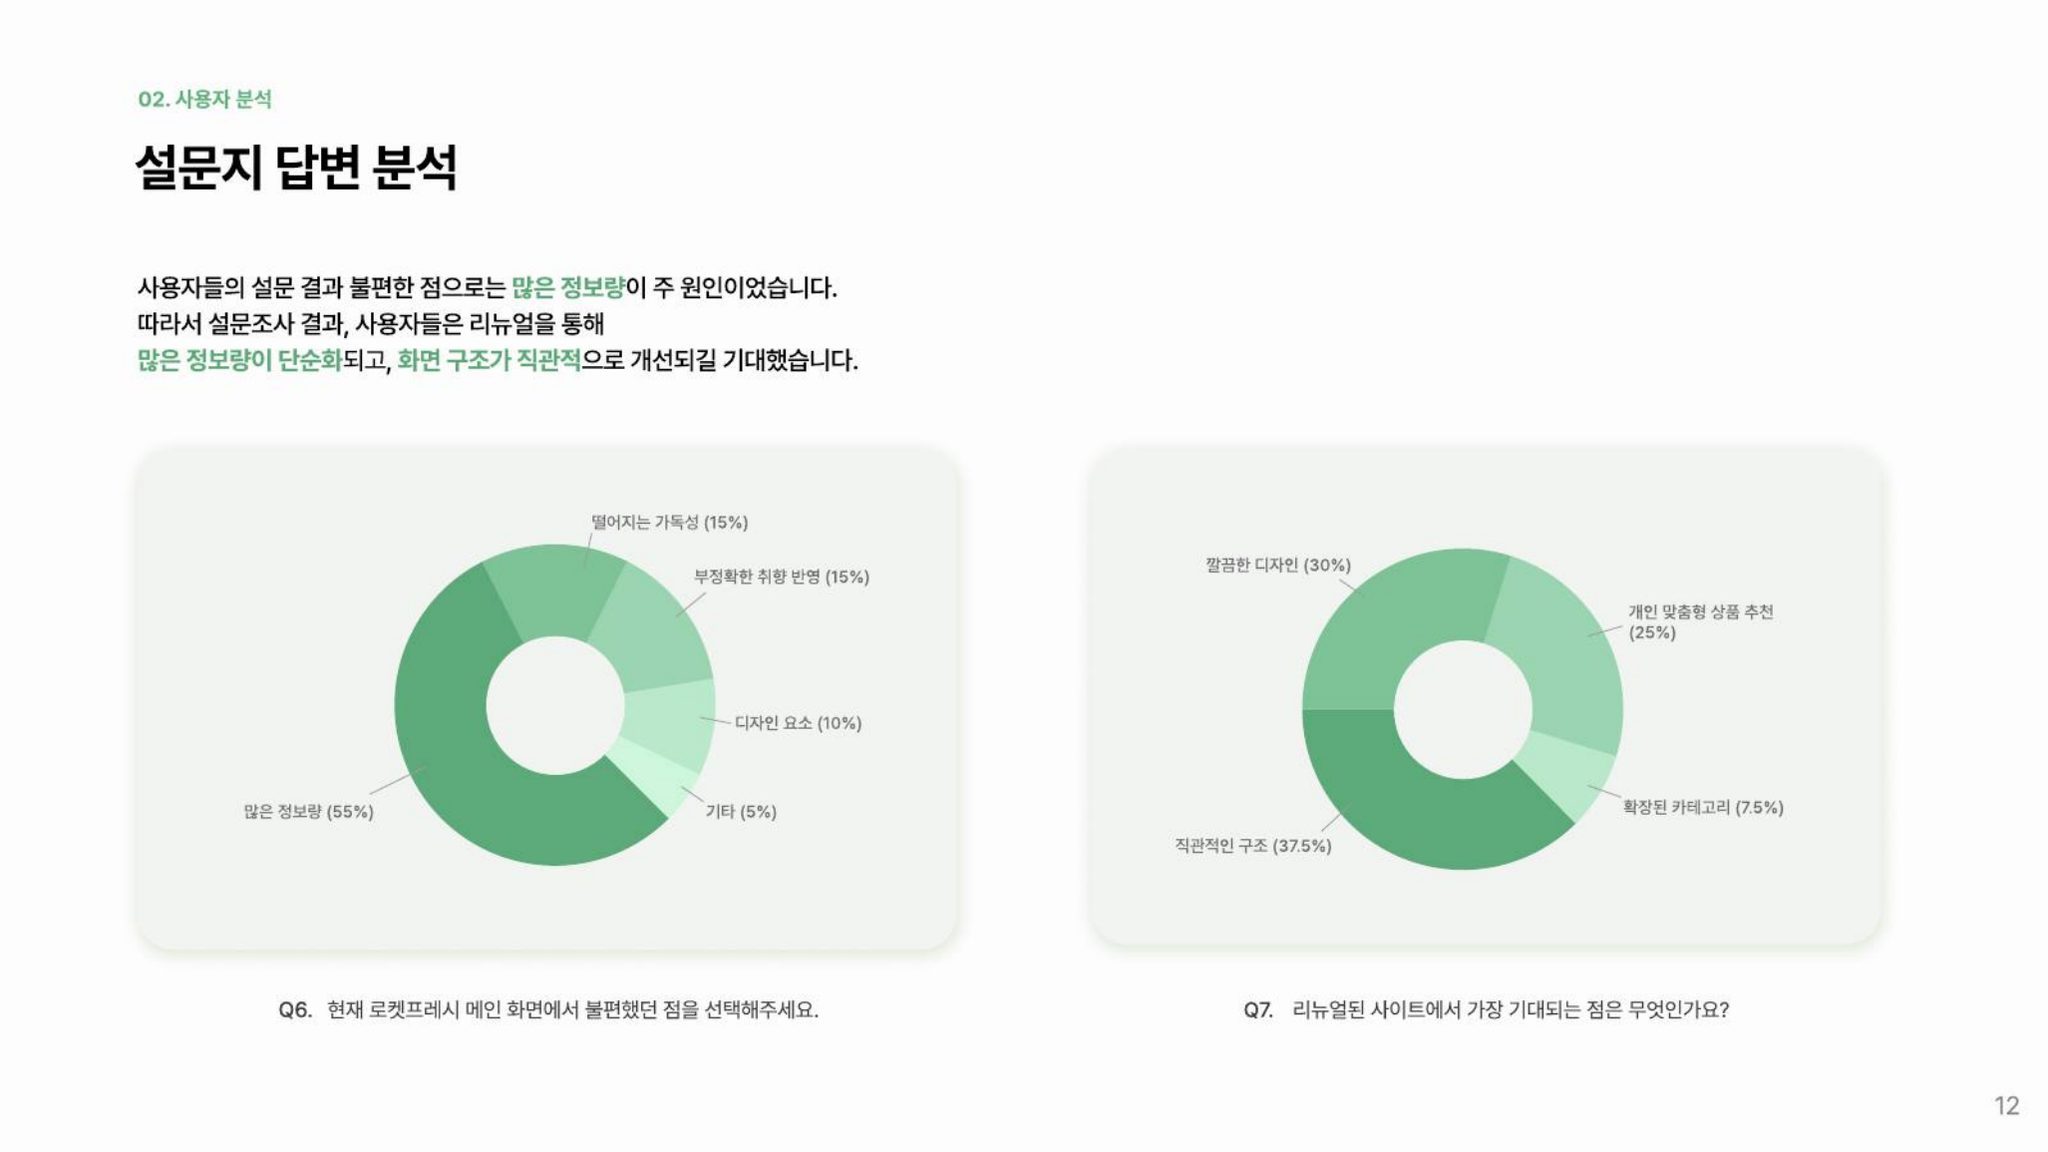 02. 사용자 분석
설문지 답변 분석
사용자들의 설문 결과 불편한 점으로는 많은 정보량이 주 원인이었습니다.
따라서 설문조사 결과, 사용자들은 리뉴얼을 통해
많은 정보량이 단순화되고, 화면 구조가 직관적으로 개선되길 기대했습니다.
떨어지는 가독성 (15%)
부정확한 취향 반영 (15%)
디자인 요소 (10%)
기타 (5%)
많은 정보량 (55%)
Q6. 현재 로켓프레시 메인 화면에서 불편했던 점을 선택해주세요.
깔끔한 디자인 (30%)
개인 맞춤형 상품 추천
(25%)
확장된 카테고리 (7.5%)
직관적인 구조 (37.5%)
Q7. 리뉴얼된 사이트에서 가장 기대되는 점은 무엇인가요?
12